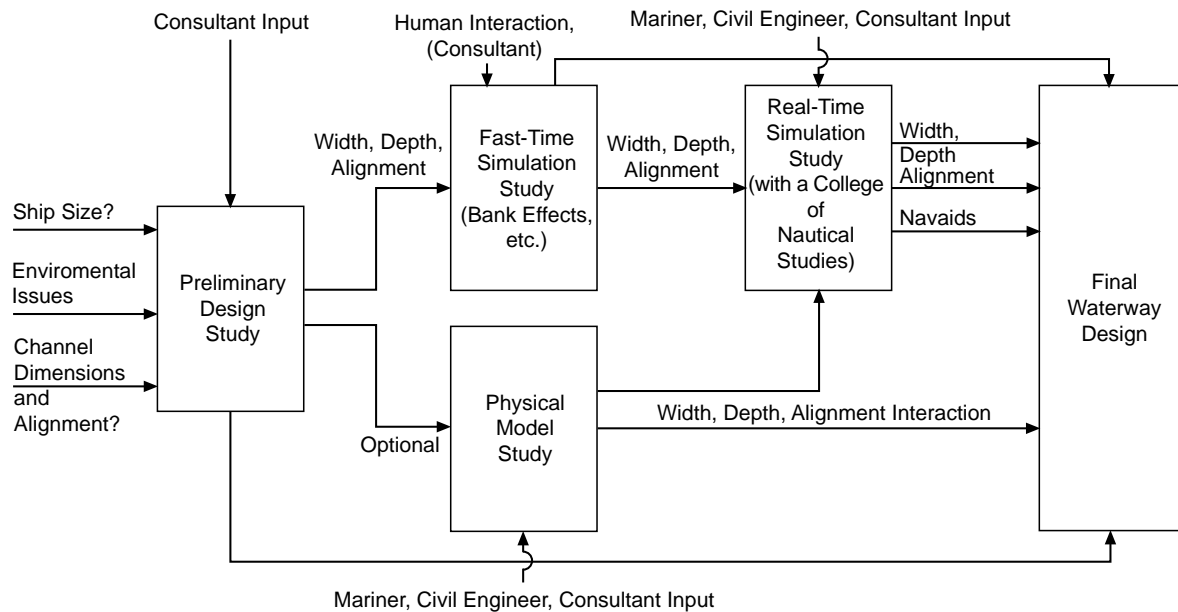 Consultant Input
Human Interaction,
(Consultant)
Mariner, Civil Engineer, Consultant Input
Ship Size?
Enviromental
Issues
Channel
Dimensions
and
Alignment?
Preliminary
Design
Study
Width, Depth,
Alignment
Optional
Fast-Time
Simulation
Study
(Bank Effects,
etc.)
Width, Depth,
Alignment
Physical
Model
Study
Real-Time
Simulation
Study
(with a College
of
Nautical
Studies)
Width,
Depth
Alignment
Navaids
Width, Depth, Alignment Interaction
Final
Waterway
Design
Mariner, Civil Engineer, Consultant Input